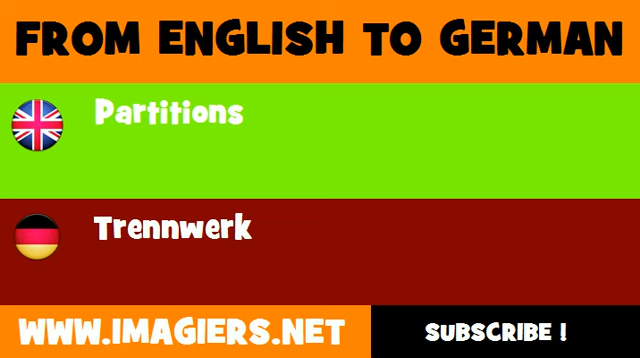 FROM ENGLISH TO GERMAN
Partitions
Trennwerk
WWW.IMAGIERS.NET
SUBSCRIBE !